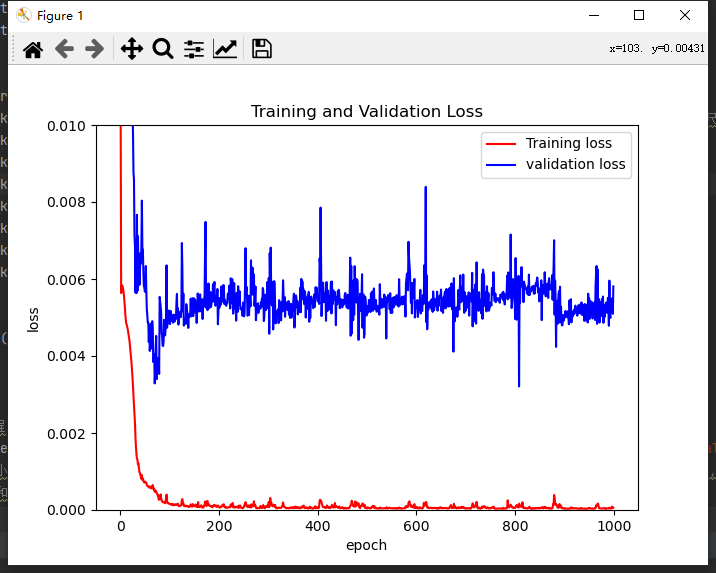 Figure 1
x=103. y=0.00431
Training and Validation Loss
0.010
0.008
0.006
0.004
0.002
0.000
loss
Training loss
validation loss
0
200
400
600
800
1000
epoch